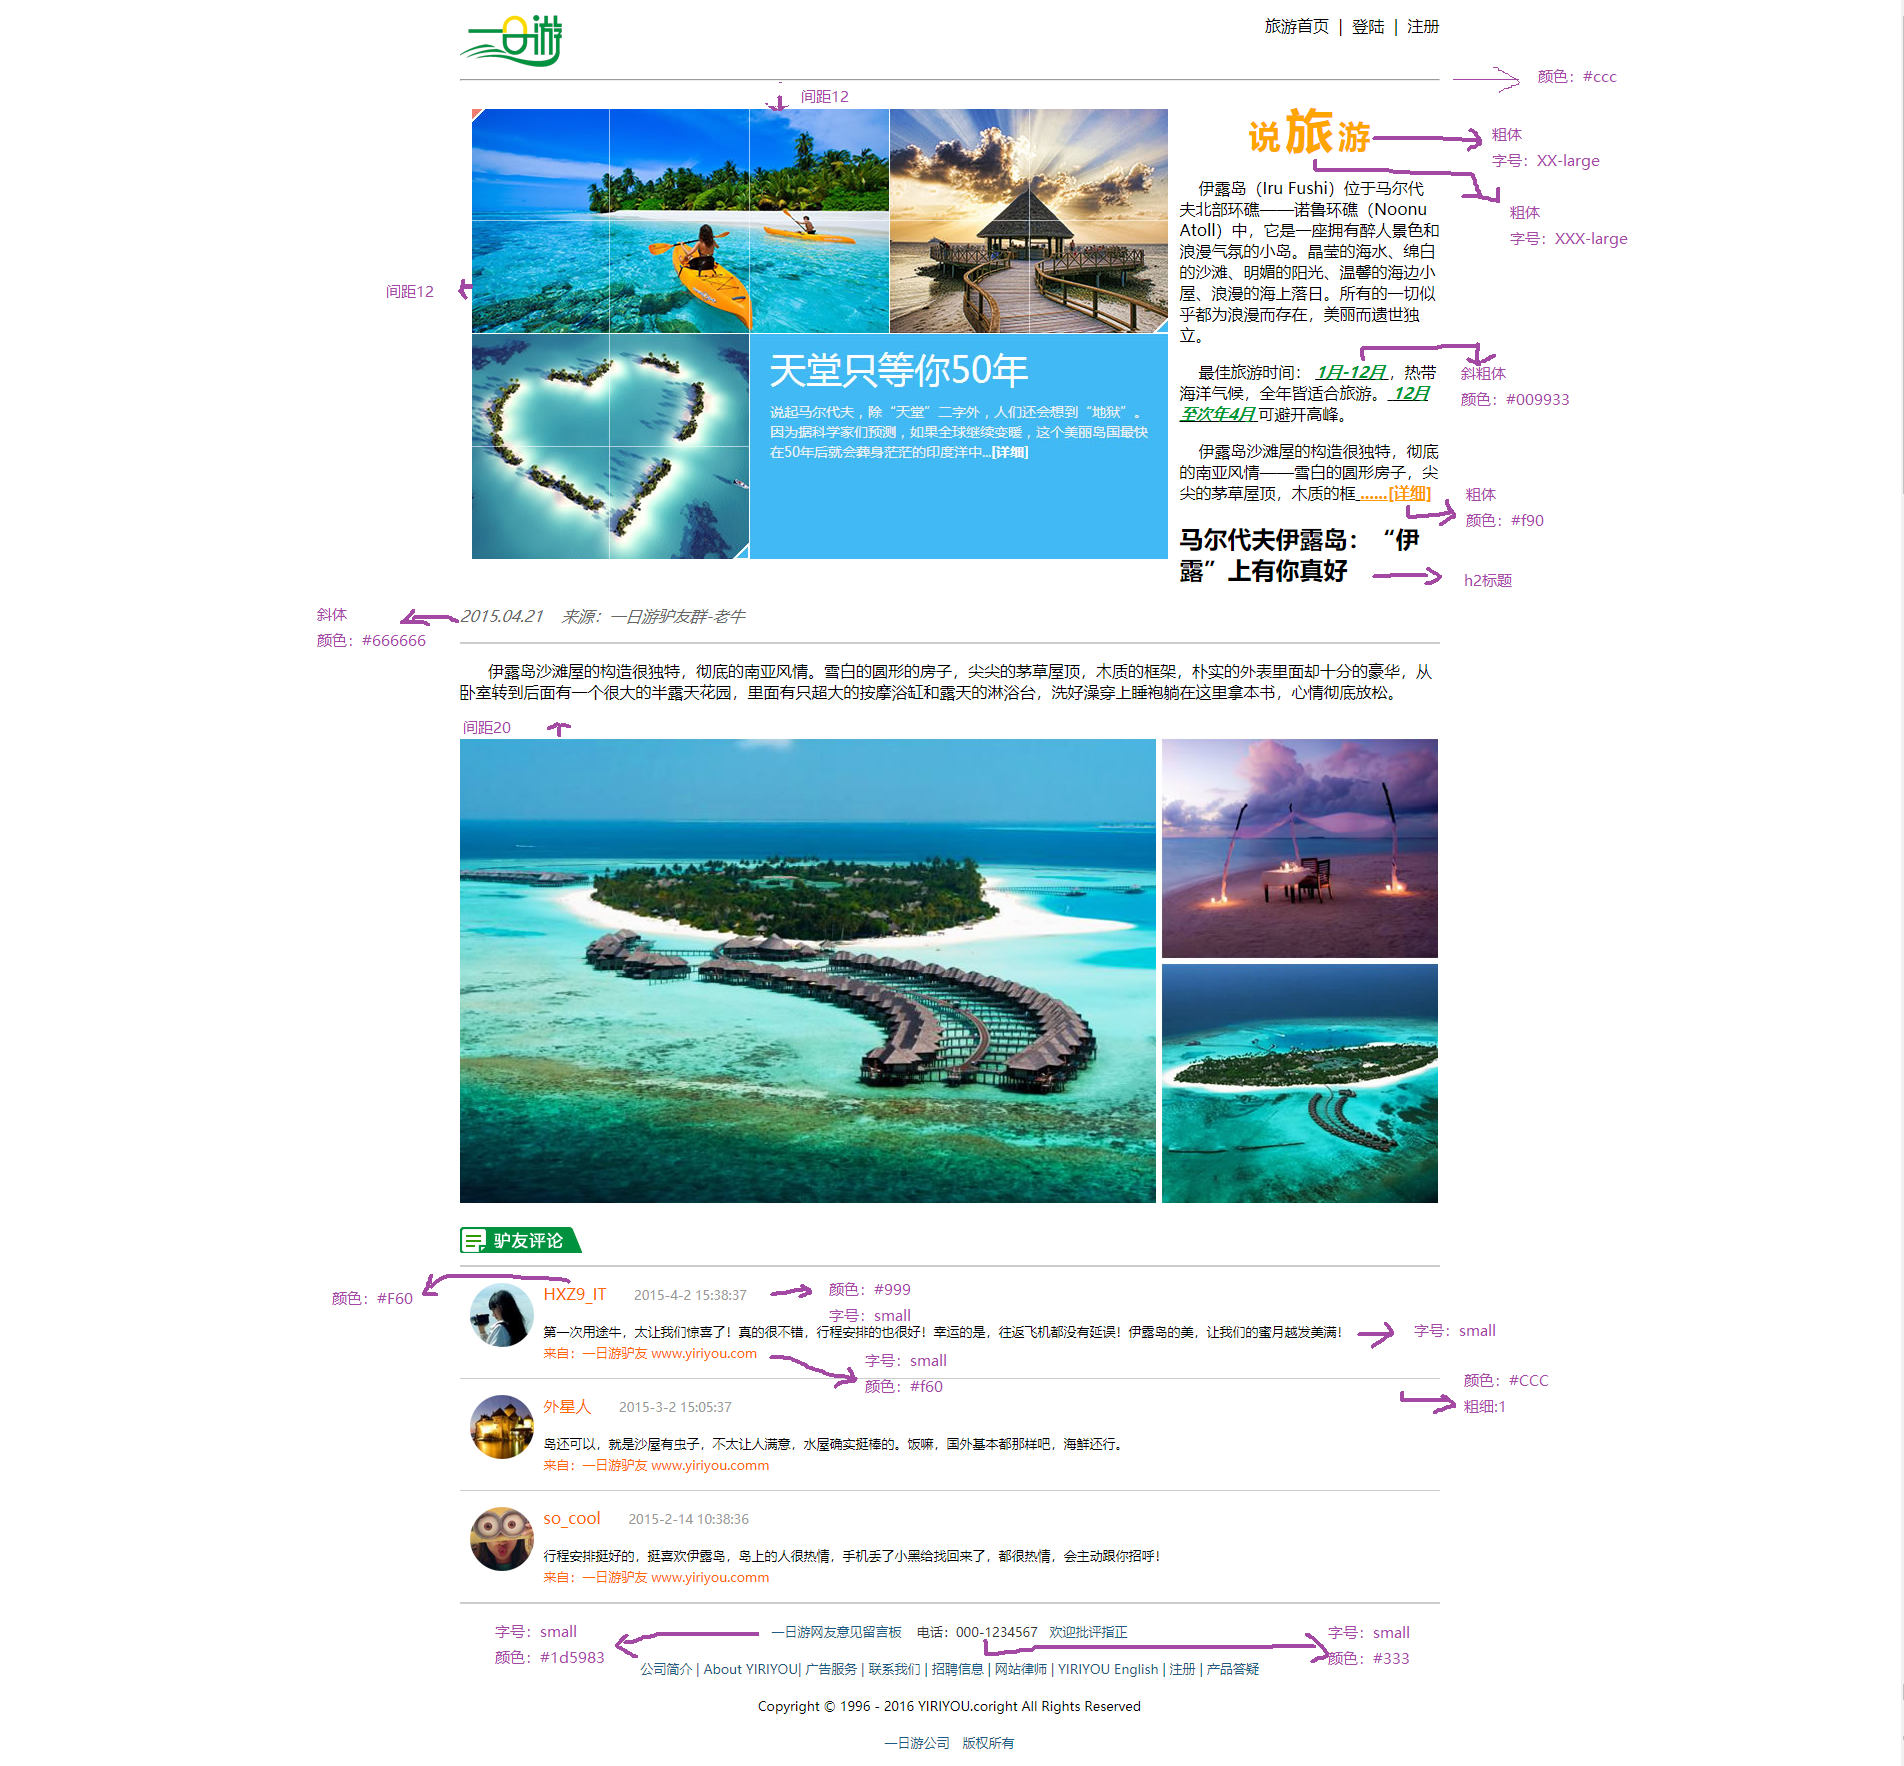 一日游
旅游首页 | 登陆 | 注册
颜色：#ccc
间距12
说旅游
粗体
字号：XX-large
粗体
字号：XXX-large
伊露岛（Iru Fushi）位于马尔代
夫北部环礁——诺鲁环礁（Noonu
Atoll）中，它是一座拥有醉人景色和
浪漫气氛的小岛。晶莹的海水、绵白
的沙滩、明媚的阳光、温馨的海边小
屋、浪漫的海上落日。所有的一切似
乎都为浪漫而存在，美丽而遗世独
立。
间距12
天堂只等你50年
说起马尔代夫，除“天堂”二字外，人们还会想到“地狱”。
因为据科学家们预测，如果全球继续变暖，这个美丽岛国最快
在50年后就会葬身茫茫的印度洋中...[详细]
最佳旅游时间： 1月-12月 ，热带
海洋气候，全年皆适合旅游。 12月
至次年4月 可避开高峰。
斜粗体
颜色：#009933
伊露岛沙滩屋的构造很独特，彻底
的南亚风情——雪白的圆形房子，尖
尖的茅草屋顶，木质的框 ......[详细]
粗体
颜色：#f90
马尔代夫伊露岛：“伊
露”上有你真好
h2标题
斜体
颜色：#666666
2015.04.21 来源：一日游驴友群-老牛
伊露岛沙滩屋的构造很独特，彻底的南亚风情。雪白的圆形的房子，尖尖的茅草屋顶，木质的框架，朴实的外表里面却十分的豪华，从
卧室转到后面有一个很大的半露天花园，里面有只超大的按摩浴缸和露天的淋浴台，洗好澡穿上睡袍躺在这里拿本书，心情彻底放松。
间距20
驴友评论
颜色：#F60
HXZ9_IT 2015-4-2 15:38:37
颜色：#999
字号：small
第一次用途牛，太让我们惊喜了！真的很不错，行程安排的也很好！幸运的是，往返飞机都没有延误！伊露岛的美，让我们的蜜月越发美满！
字号：small
来自：一日游驴友 www.yiriyou.com
字号：small
颜色：#f60
颜色：#CCC
粗细:1
外星人 2015-3-2 15:05:37
岛还可以，就是沙屋有虫子，不太让人满意，水屋确实挺棒的。饭嘛，国外基本都那样吧，海鲜还行。
来自：一日游驴友 www.yiriyou.comm
so_cool 2015-2-14 10:38:36
行程安排挺好的，挺喜欢伊露岛，岛上的人很热情，手机丢了小黑给找回来了，都很热情，会主动跟你招呼！
来自：一日游驴友 www.yiriyou.comm
字号：small
颜色：#1d5983
一日游网友意见留言板 电话：000-1234567 欢迎批评指正
字号：small
颜色：#333
公司简介 | About YIRIYOU| 广告服务 | 联系我们 | 招聘信息 | 网站律师 | YIRIYOU English | 注册 | 产品答疑
Copyright © 1996 - 2016 YIRIYOU.coright All Rights Reserved
一日游公司 版权所有